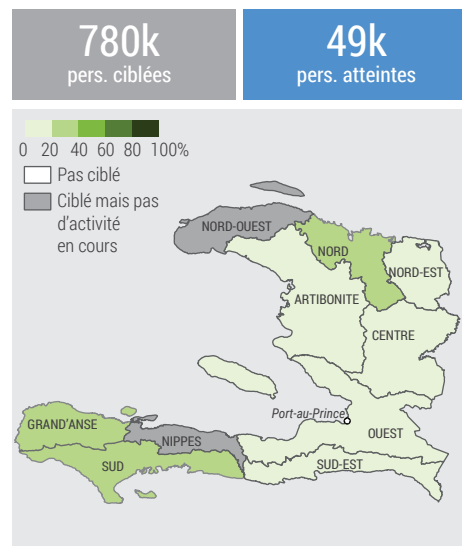 780k
pers. ciblées
49k
pers. atteintes
0 20 40 60 80 100%
Pas ciblé
Ciblé mais pas
d'activité
en cours
NORD-OUEST
NORD
NORD-EST
ARTIBONITE
CENTRE
Port-au-Prince
GRAND'ANSE
NIPPES
OUEST
SUD
SUD-EST